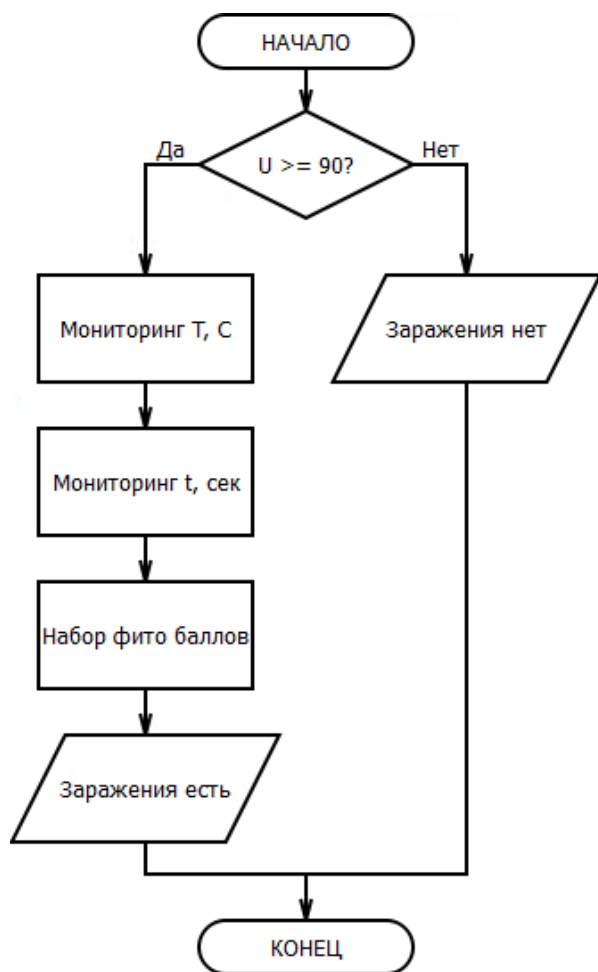 НАЧАЛО
Да
Нет
U >= 90?
Мониторинг T, C
Заражения нет
Мониторинг t, сек
Набор фито баллов
Заражения есть
КОНЕЦ